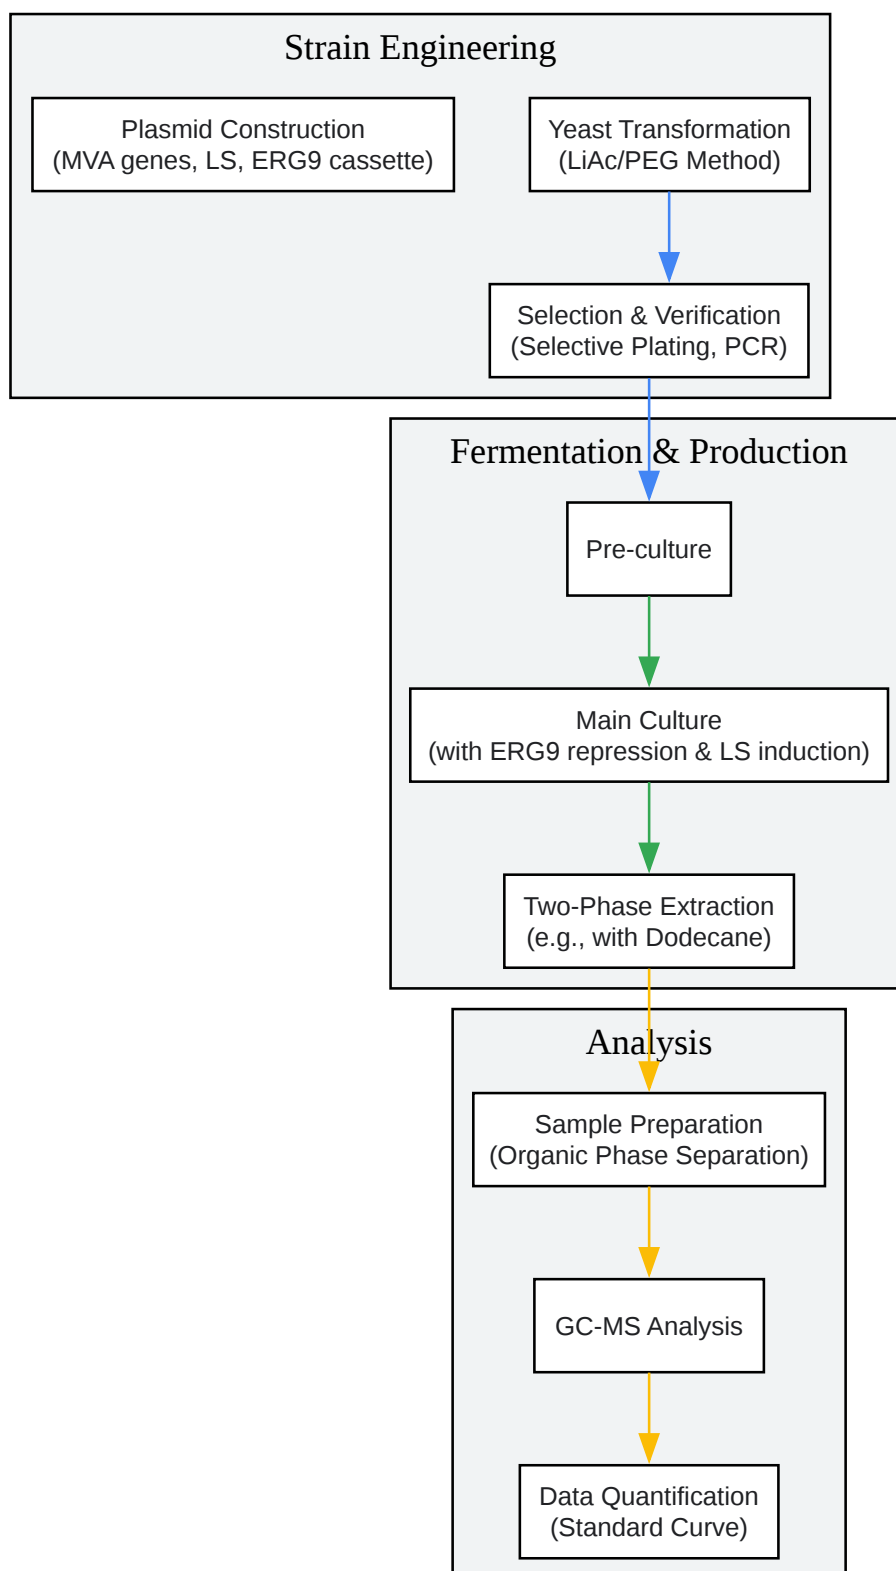 Strain Engineering
Plasmid Construction
(MVA genes, LS, ERG9 cassette)
Yeast Transformation
(LiAc/PEG Method)
Selection & Verification
(Selective Plating, PCR)
Fermentation & Production
Pre-culture
Main Culture
(with ERG9 repression & LS induction)
Two-Phase Extraction
(e.g., with Dodecane)
Analysis
Sample Preparation
(Organic Phase Separation)
GC-MS Analysis
Data Quantification
(Standard Curve)